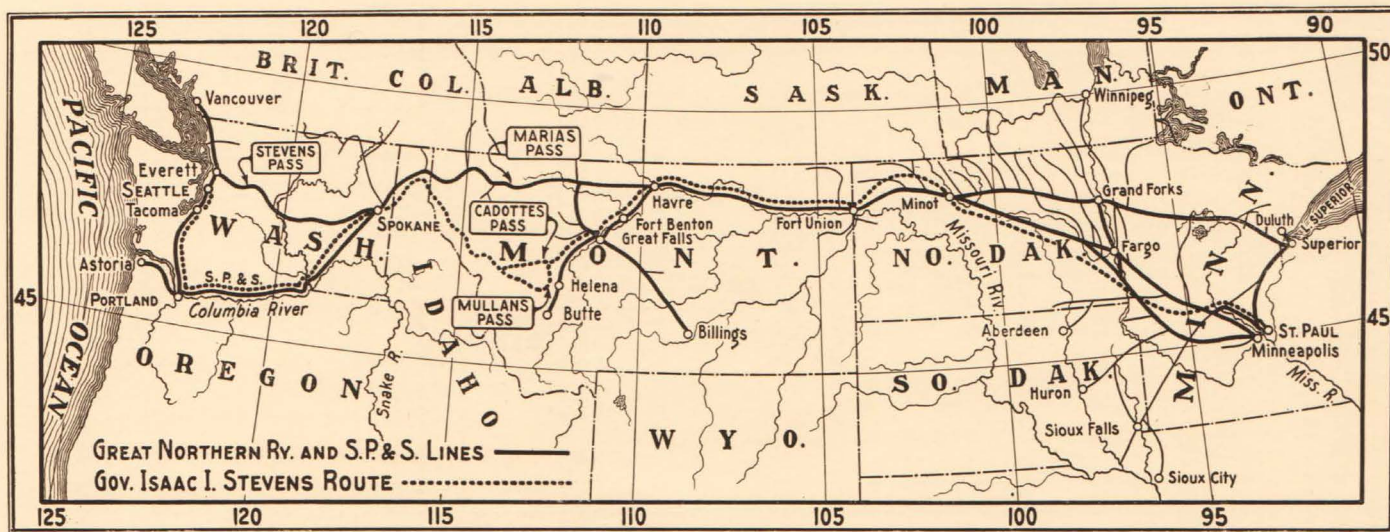 125 120 115 110 105 100 95 90
50
BRIT. COL. ALB. SASK. MAN. ONT.
Vancouver
Winnipeg
STEVENS PASS
MARIAS PASS
Everett
SEATTLE
Tacoma
SPOKANE
CADOTTES PASS
Havre
Fort Benton
Great Falls
Fort Union
Minot
Grand Forks
Duluth
L. SUPERIOR
Superior
Fargo
WASH.
MONT.
NO. DAK.
MINN.
IDAHO
Missouri Riv.
PACIFIC OCEAN
Astoria
PORTLAND
S.P.& S.
Columbia River
MULLANS PASS
Helena
Butte
Billings
Aberdeen
ST. PAUL
Minneapolis
45
45
OREGON
Snake R.
WYO.
SO. DAK.
Huron
Miss. R.
Sioux Falls
Sioux City
GREAT NORTHERN RY. AND S.P.& S. LINES
GOV. ISAAC I. STEVENS ROUTE
125 120 115 110 105 100 95